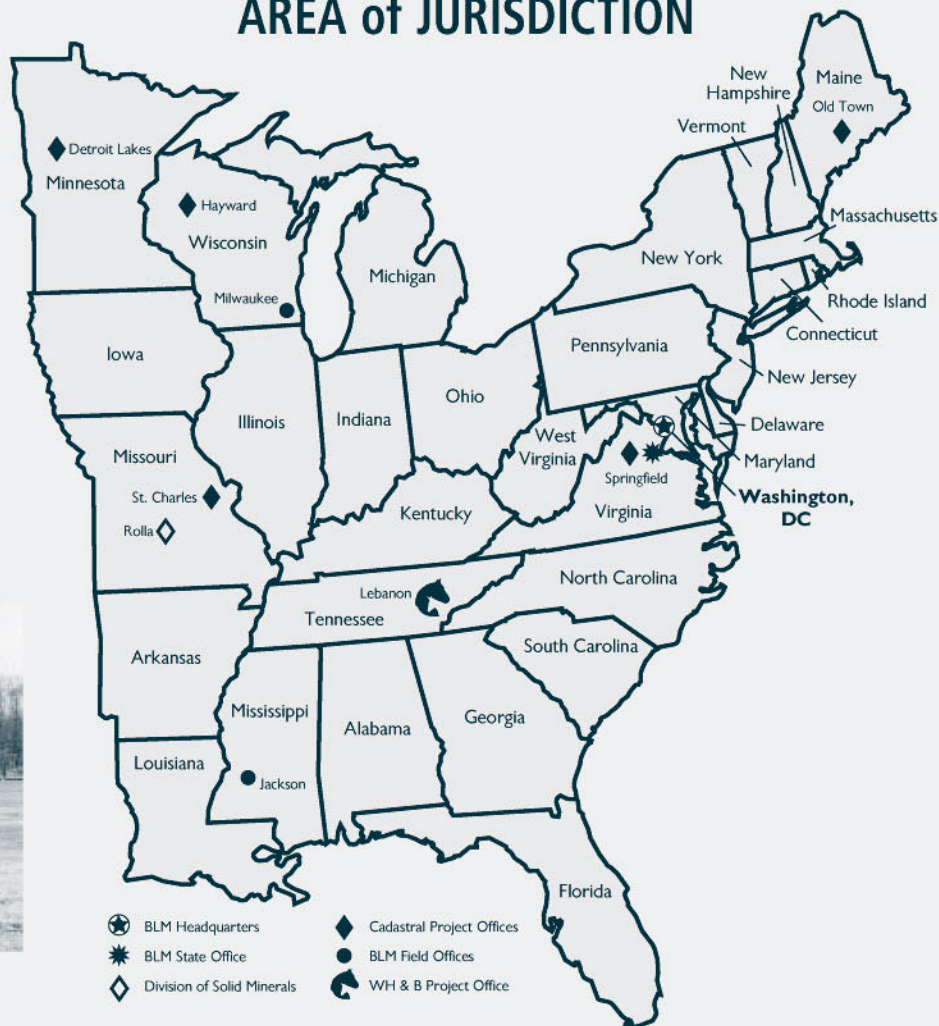 AREA of JURISDICTION
New
Hampshire
Maine
Old Town
Vermont
Detroit Lakes
Minnesota
Hayward
Wisconsin
Massachusetts
New York
Michigan
Milwaukee
Rhode Island
Connecticut
Iowa
Pennsylvania
New Jersey
Ohio
Illinois
Indiana
Delaware
West
Virginia
Missouri
Maryland
Springfield
St. Charles
Washington,
DC
Kentucky
Virginia
Rolla
North Carolina
Lebanon
Tennessee
South Carolina
Arkansas
Mississippi
Georgia
Alabama
Louisiana
Jackson
Florida
BLM Headquarters
Cadastral Project Offices
BLM State Office
BLM Field Offices
Division of Solid Minerals
WH & B Project Office